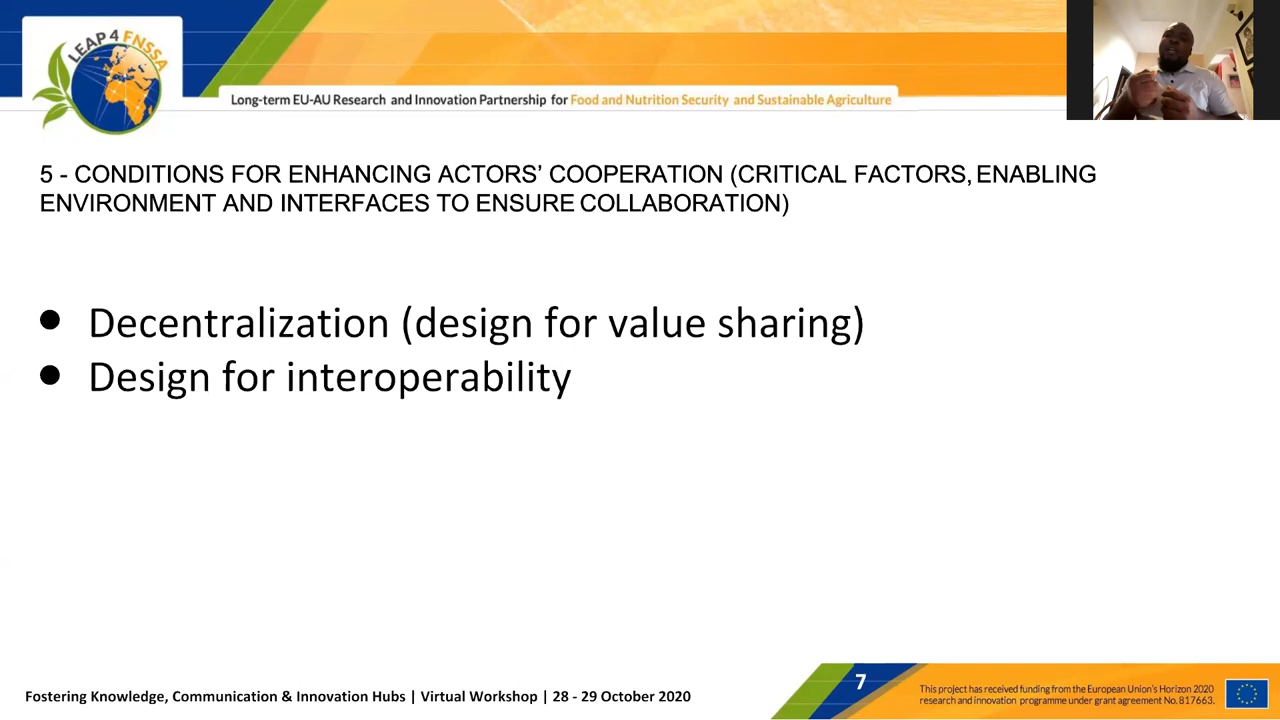 LEAP 4 FNSSA
Long-term EU-AU Research and Innovation Partnership for Food and Nutrition Security and Sustainable Agriculture
5 - CONDITIONS FOR ENHANCING ACTORS’ COOPERATION (CRITICAL FACTORS, ENABLING
ENVIRONMENT AND INTERFACES TO ENSURE COLLABORATION)
● Decentralization (design for value sharing)
● Design for interoperability
Fostering Knowledge, Communication & Innovation Hubs | Virtual Workshop | 28 - 29 October 2020
7
This project has received funding from the European Union's Horizon 2020
research and innovation programme under grant agreement No. 817663.